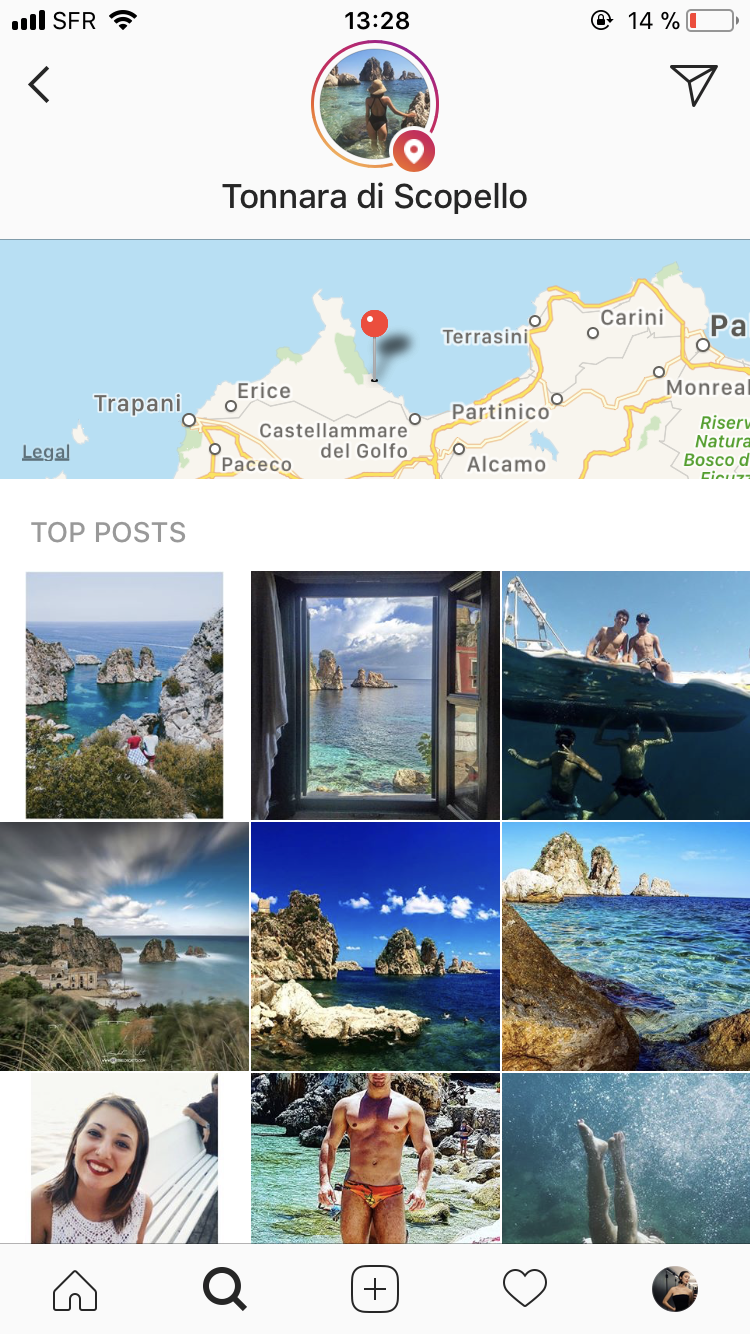 SFR 13:28 14 %
Tonnara di Scopello
Carini
Pa
Terrasini
Monreal
Erice
Trapani
Partinico
Castellammare
del Golfo
Riserv
Natura
Bosco d
Ficuzz
Legal
Paceco
Alcamo
TOP POSTS